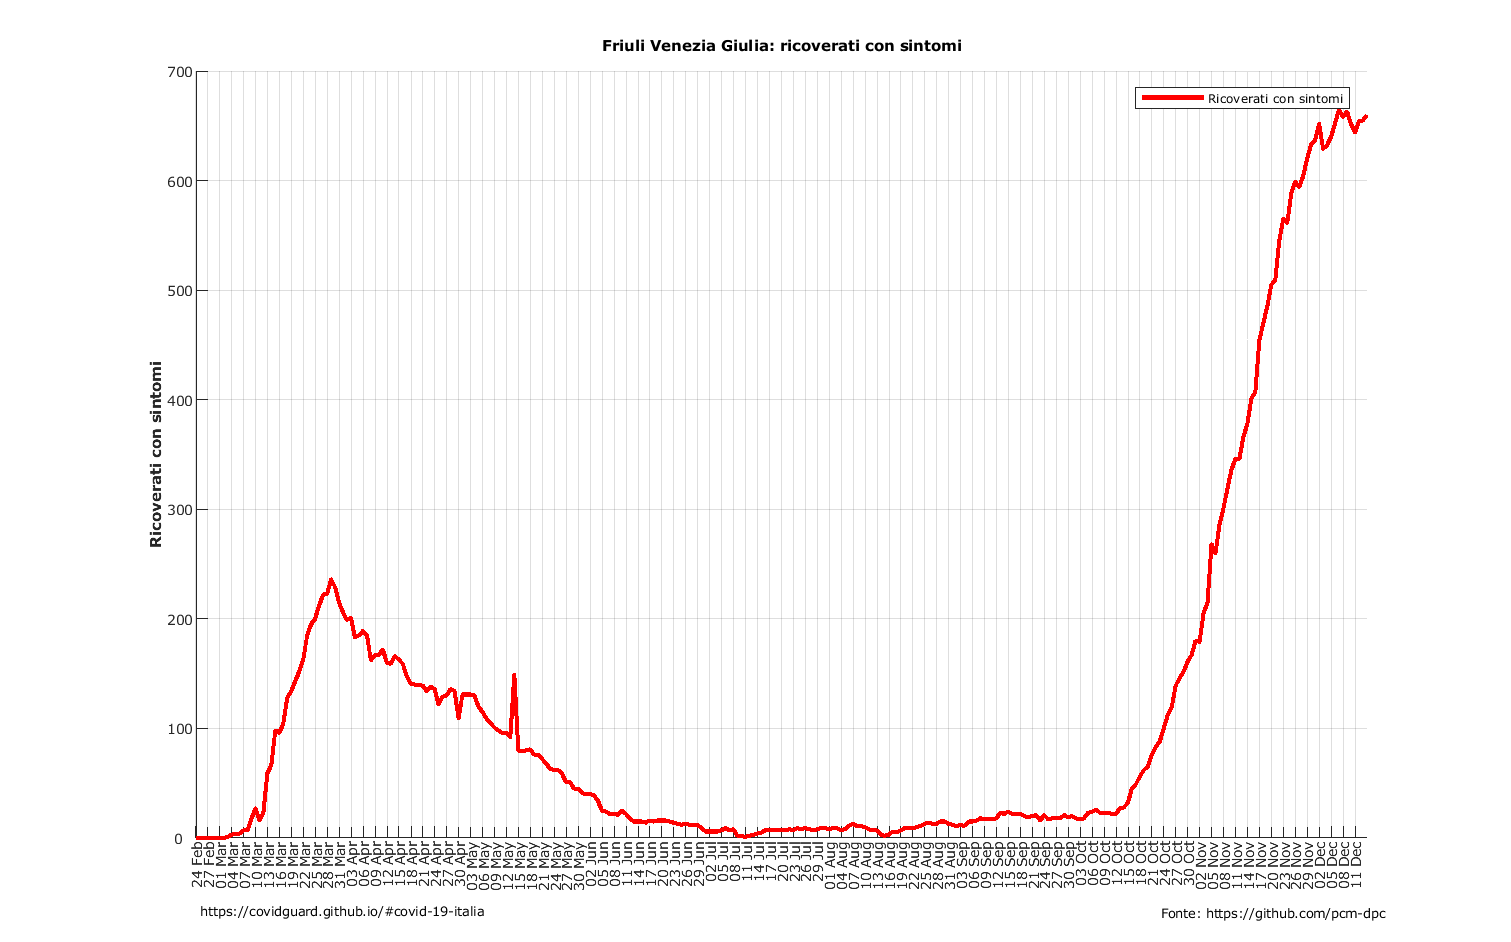 Friuli Venezia Giulia: ricoverati con sintomi
Ricoverati con sintomi
Ricoverati con sintomi
700
600
500
400
300
200
100
0
24 Feb
27 Feb
01 Mar
04 Mar
07 Mar
10 Mar
13 Mar
16 Mar
19 Mar
22 Mar
25 Mar
28 Mar
31 Mar
03 Apr
06 Apr
09 Apr
12 Apr
15 Apr
18 Apr
21 Apr
24 Apr
27 Apr
30 Apr
03 May
06 May
09 May
12 May
15 May
18 May
21 May
24 May
27 May
30 May
02 Jun
05 Jun
08 Jun
11 Jun
14 Jun
17 Jun
20 Jun
23 Jun
26 Jun
29 Jun
02 Jul
05 Jul
08 Jul
11 Jul
14 Jul
17 Jul
20 Jul
23 Jul
26 Jul
29 Jul
01 Aug
04 Aug
07 Aug
10 Aug
13 Aug
16 Aug
19 Aug
22 Aug
25 Aug
28 Aug
31 Aug
03 Sep
06 Sep
09 Sep
12 Sep
15 Sep
18 Sep
21 Sep
24 Sep
27 Sep
30 Sep
03 Oct
06 Oct
09 Oct
12 Oct
15 Oct
18 Oct
21 Oct
24 Oct
27 Oct
30 Oct
02 Nov
05 Nov
08 Nov
11 Nov
14 Nov
17 Nov
20 Nov
23 Nov
26 Nov
29 Nov
02 Dec
05 Dec
08 Dec
11 Dec
https://covidguard.github.io/#covid-19-italia
Fonte: https://github.com/pcm-dpc